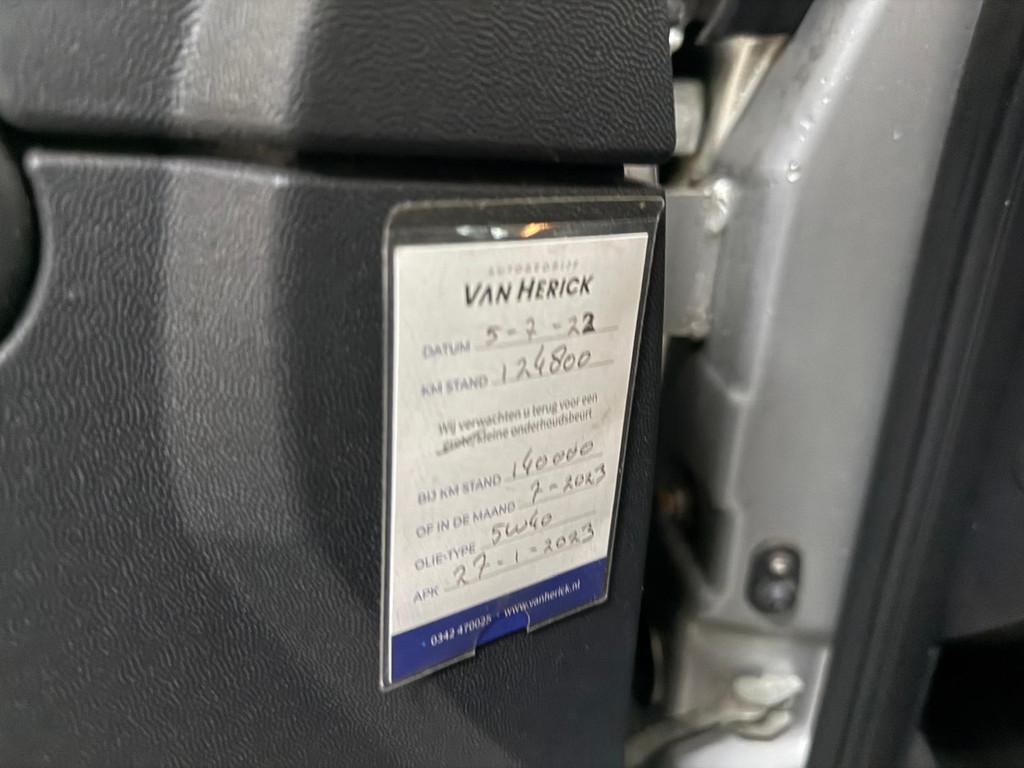 AUTOBEDRIJF
VAN HERICK
DATUM 5-7-22
KM STAND 124800
Wij verwachten u terug voor een
grote/kleine onderhoudsbeurt
BIJ KM STAND 140000
OF IN DE MAAND 7-2023
OLIE-TYPE 5W40
APK 27-1-2023
0342 470025 · www.vanherick.nl